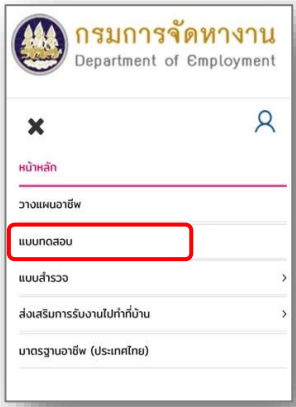 กรมการจัดหางาน
Department of Employment
หน้าหลัก
วางแผนอาชีพ
แบบทดสอบ
แบบสำรวจ
ส่งเสริมการรับงานไปทำที่บ้าน
มาตรฐานอาชีพ (ประเทศไทย)